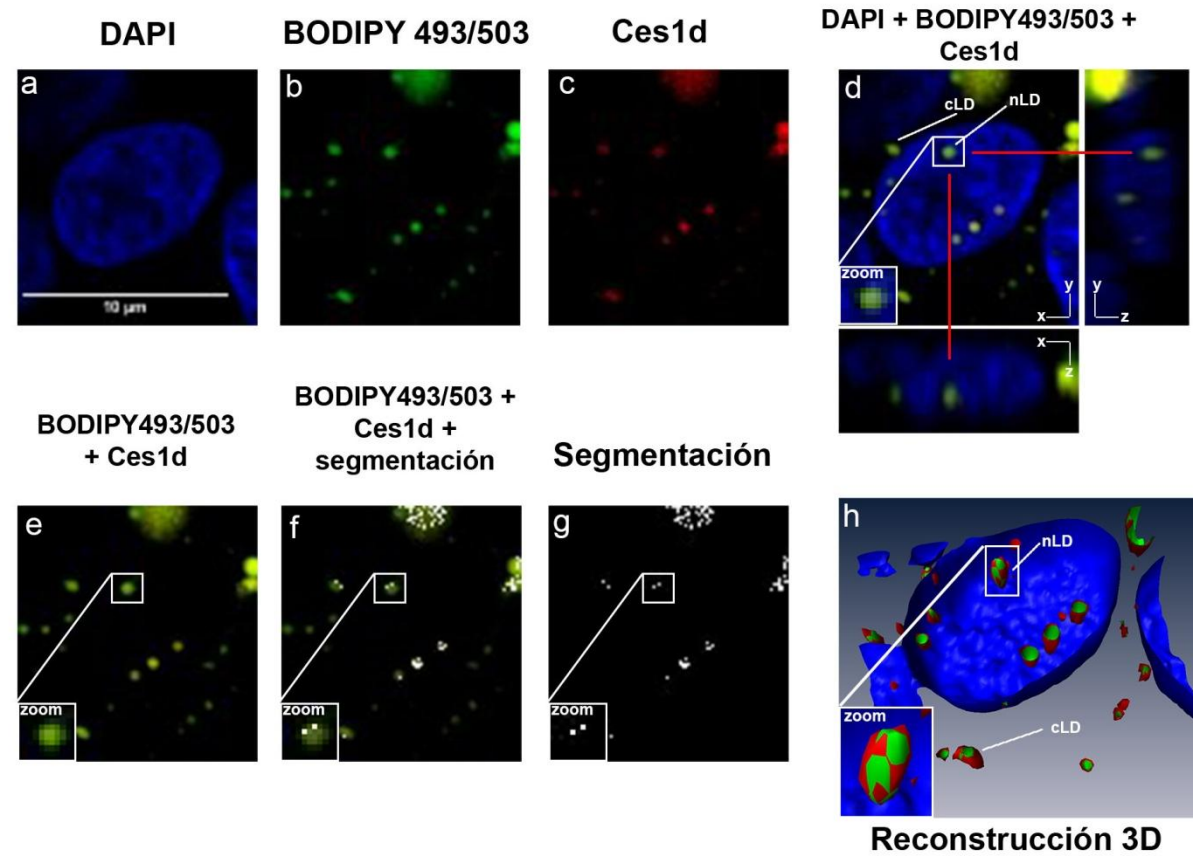 DAPI
BODIPY 493/503
Ces1d
DAPI + BODIPY493/503 +
Ces1d
a
10 µm
b
c
d
cLD
nLD
zoom
y
x
y
z
x
z
BODIPY493/503
+ Ces1d
BODIPY493/503 +
Ces1d +
segmentación
Segmentación
e
zoom
f
zoom
g
zoom
h
nLD
zoom
cLD
Reconstrucción 3D